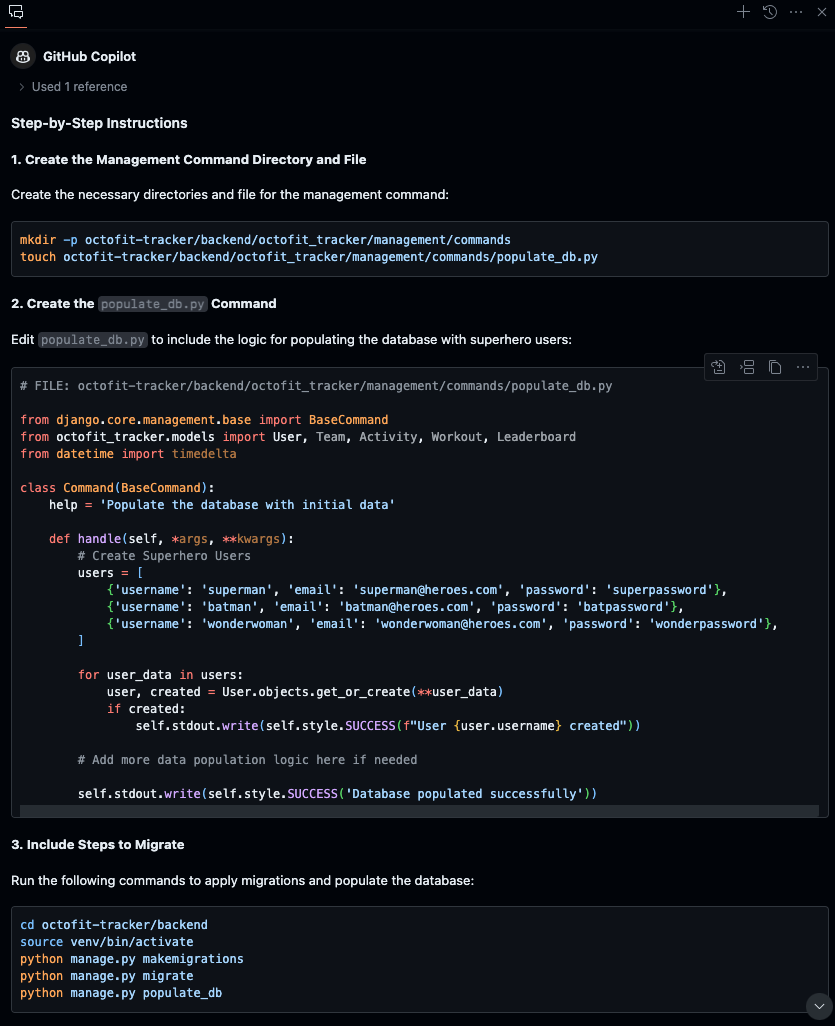 GitHub Copilot
Used 1 reference
Step-by-Step Instructions
1. Create the Management Command Directory and File
Create the necessary directories and file for the management command:
mkdir -p octofit-tracker/backend/octofit_tracker/management/commands
touch octofit-tracker/backend/octofit_tracker/management/commands/populate_db.py
2. Create the populate_db.py Command
Edit populate_db.py to include the logic for populating the database with superhero users:
# FILE: octofit-tracker/backend/octofit_tracker/management/commands/populate_db.py
from django.core.management.base import BaseCommand
from octofit_tracker.models import User, Team, Activity, Workout, Leaderboard
from datetime import timedelta
class Command(BaseCommand):
    help = 'Populate the database with initial data'
    def handle(self, *args, **kwargs):
        # Create Superhero Users
        users = [
            {'username': 'superman', 'email': 'superman@heroes.com', 'password': 'superpassword'},
            {'username': 'batman', 'email': 'batman@heroes.com', 'password': 'batpassword'},
            {'username': 'wonderwoman', 'email': 'wonderwoman@heroes.com', 'password': 'wonderpassword'},
        ]
        for user_data in users:
            user, created = User.objects.get_or_create(**user_data)
            if created:
                self.stdout.write(self.style.SUCCESS(f"User {user.username} created"))
        # Add more data population logic here if needed
        self.stdout.write(self.style.SUCCESS('Database populated successfully'))
3. Include Steps to Migrate
Run the following commands to apply migrations and populate the database:
cd octofit-tracker/backend
source venv/bin/activate
python manage.py makemigrations
python manage.py migrate
python manage.py populate_db